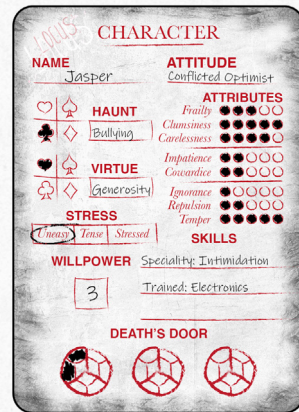 LOCUS
CHARACTER
NAME
Jasper
ATTITUDE
Conflicted Optimist
HAUNT
Bullying
VIRTUE
Generosity
ATTRIBUTES
Frailty
Clumsiness
Carelessness
Impatience
Cowardice
Ignorance
Repulsion
Temper
STRESS
Uneasy Tense Stressed
SKILLS
WILLPOWER
3
Speciality: Intimidation
Trained: Electronics
DEATH'S DOOR